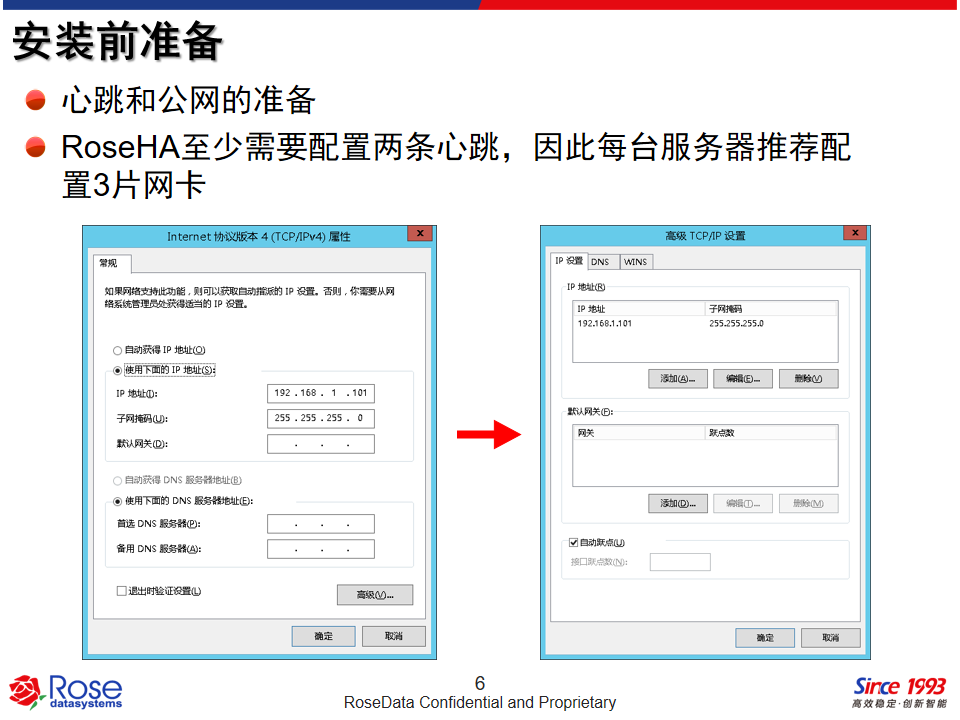 安装前准备
心跳和公网的准备
RoseHA至少需要配置两条心跳，因此每台服务器推荐配
置3片网卡
Internet 协议版本 4 (TCP/IPv4) 属性
常规
如果网络支持此功能，则可以获取自动指派的 IP 设置。否则，你需要从网
络系统管理员处获得适当的 IP 设置。
自动获得 IP 地址(O)
使用下面的 IP 地址(S):
IP 地址(I):
192 . 168 . 1 . 101
子网掩码(U):
255 . 255 . 255 . 0
默认网关(D):
. . .
自动获得 DNS 服务器地址(B)
使用下面的 DNS 服务器地址(E):
首选 DNS 服务器(P):
. . .
备用 DNS 服务器(A):
. . .
退出时验证设置(L)
高级(V)...
确定 取消
高级 TCP/IP 设置
IP 设置 DNS WINS
IP 地址(R)
IP 地址 子网掩码
192.168.1.101 255.255.255.0
添加(A)... 编辑(E)... 删除(V)
默认网关(F):
网关 跃点数
添加(D)... 编辑(T)... 删除(M)
自动跃点(U)
接口跃点数(N):
确定 取消
Rose
datasystems
6
RoseData Confidential and Proprietary
Since 1993
高效稳定·创新智能